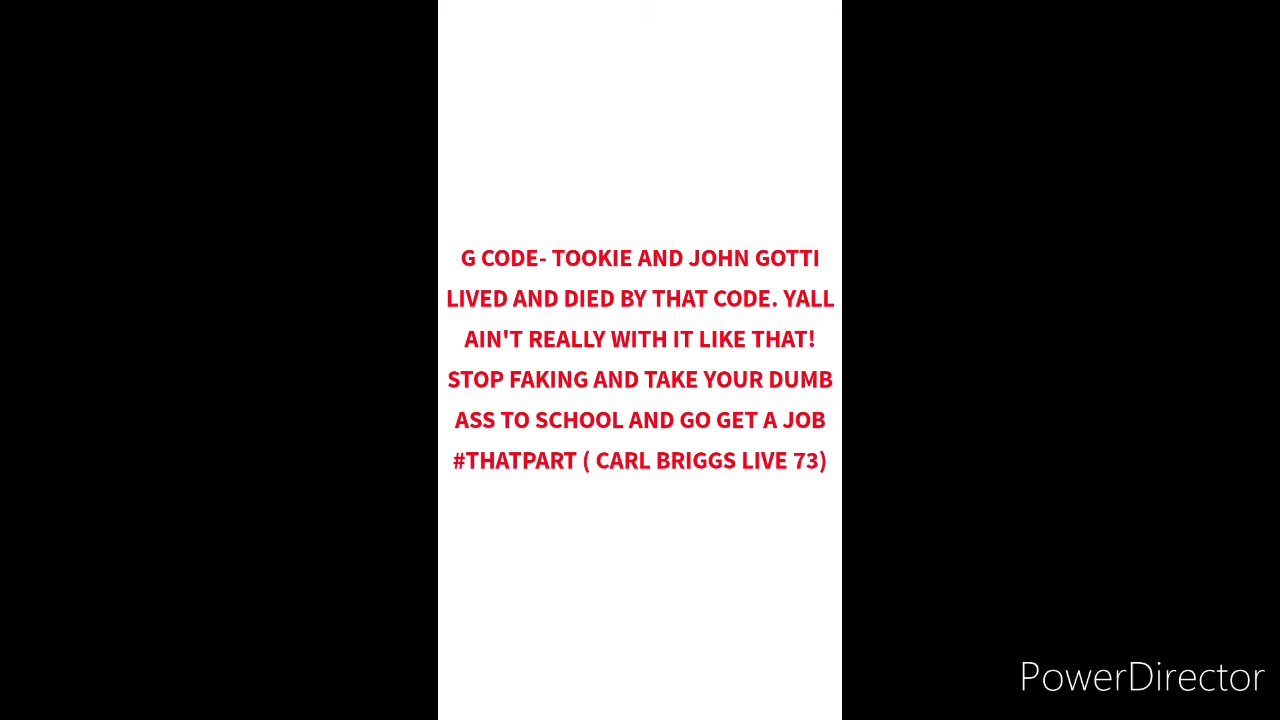 G CODE- TOOKIE AND JOHN GOTTI
LIVED AND DIED BY THAT CODE. YALL
AIN'T REALLY WITH IT LIKE THAT!
STOP FAKING AND TAKE YOUR DUMB
ASS TO SCHOOL AND GO GET A JOB
#THATPART ( CARL BRIGGS LIVE 73)
PowerDirector